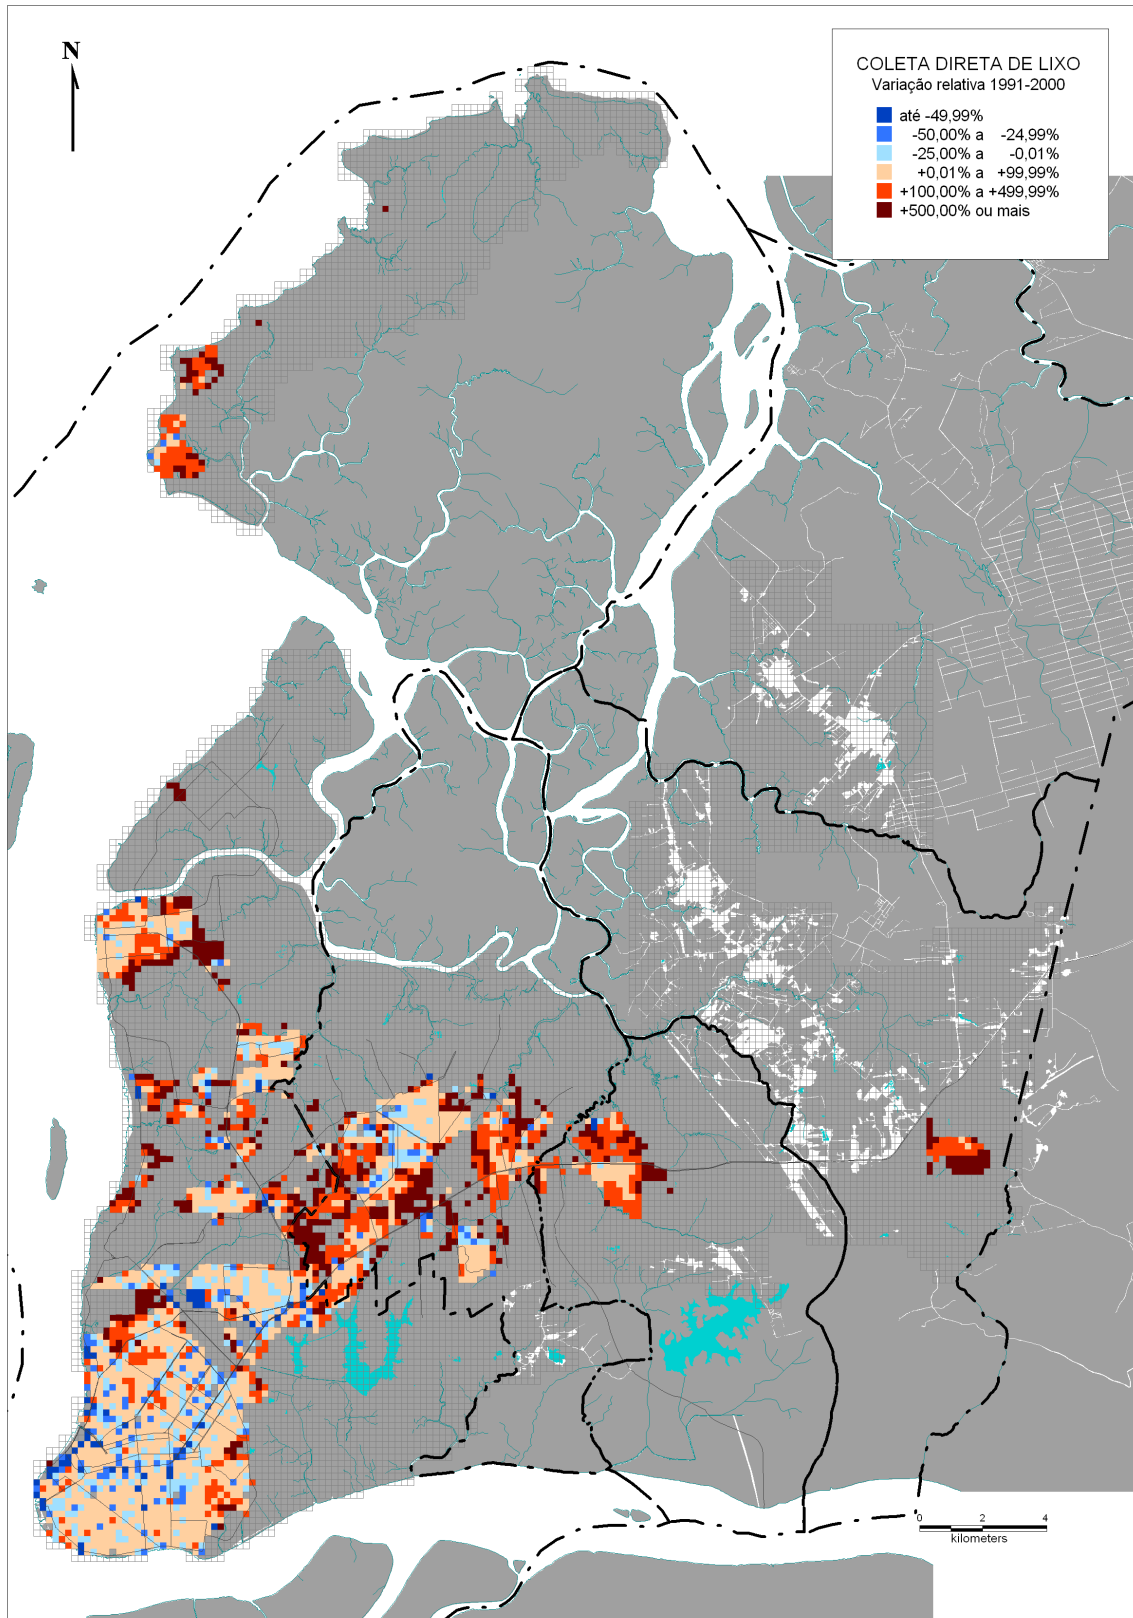 N
COLETA DIRETA DE LIXO
Variação relativa 1991-2000
até -49,99%
-50,00% a -24,99%
-25,00% a -0,01%
+0,01% a +99,99%
+100,00% a +499,99%
+500,00% ou mais
0 2 4
kilometers